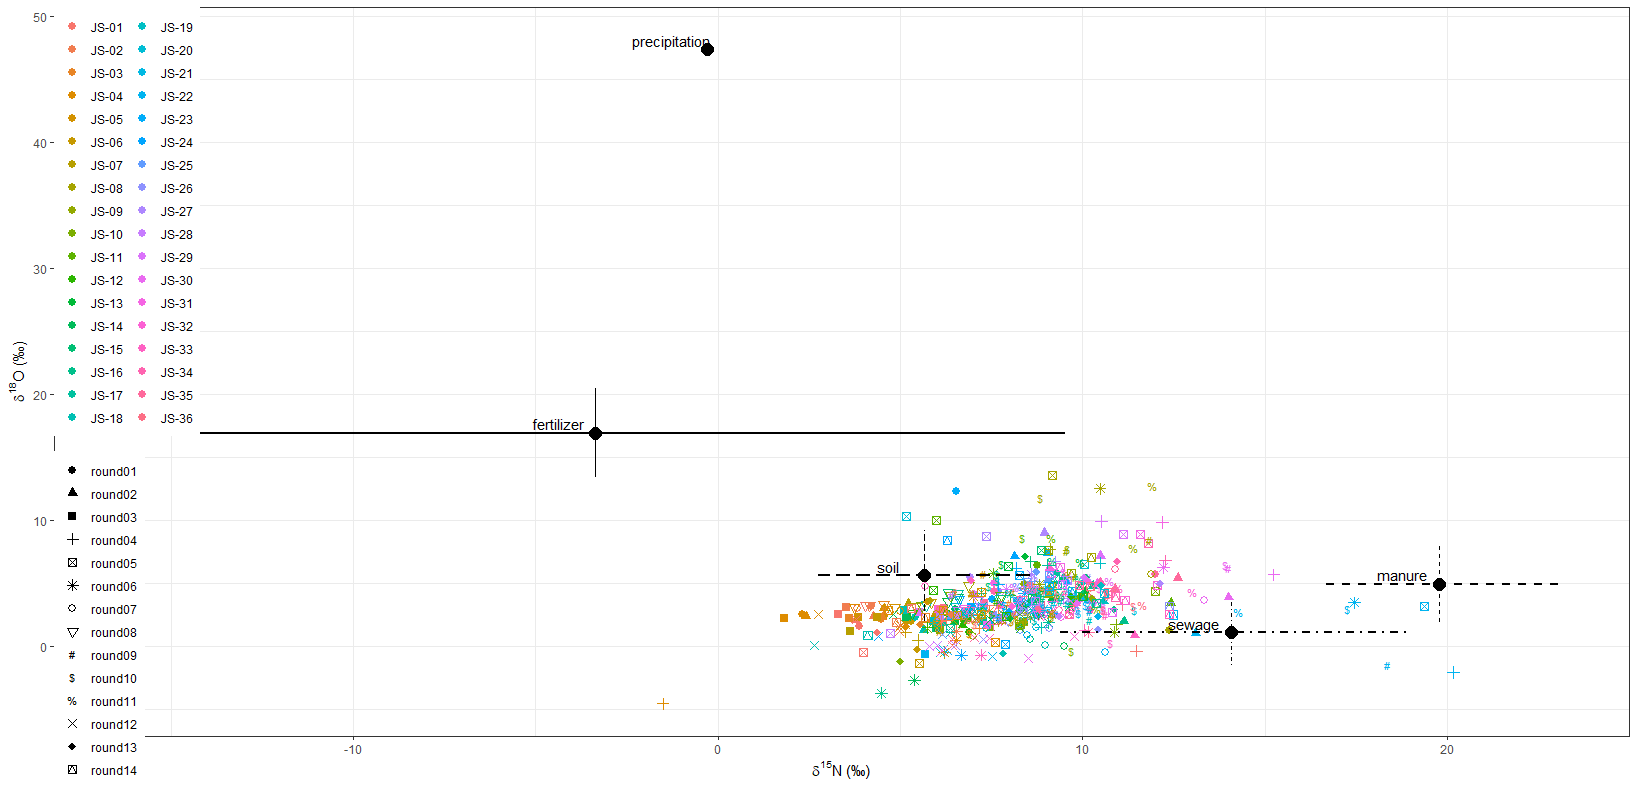 50
40
30
20
10
0
δ18O (‰)
JS-01 JS-19
JS-02 JS-20
JS-03 JS-21
JS-04 JS-22
JS-05 JS-23
JS-06 JS-24
JS-07 JS-25
JS-08 JS-26
JS-09 JS-27
JS-10 JS-28
JS-11 JS-29
JS-12 JS-30
JS-13 JS-31
JS-14 JS-32
JS-15 JS-33
JS-16 JS-34
JS-17 JS-35
JS-18 JS-36
round01
round02
round03
round04
round05
round06
round07
round08
# round09
$ round10
% round11
round12
round13
round14
precipitation
fertilizer
soil
manure
sewage
-10 0 10 20
δ15N (‰)